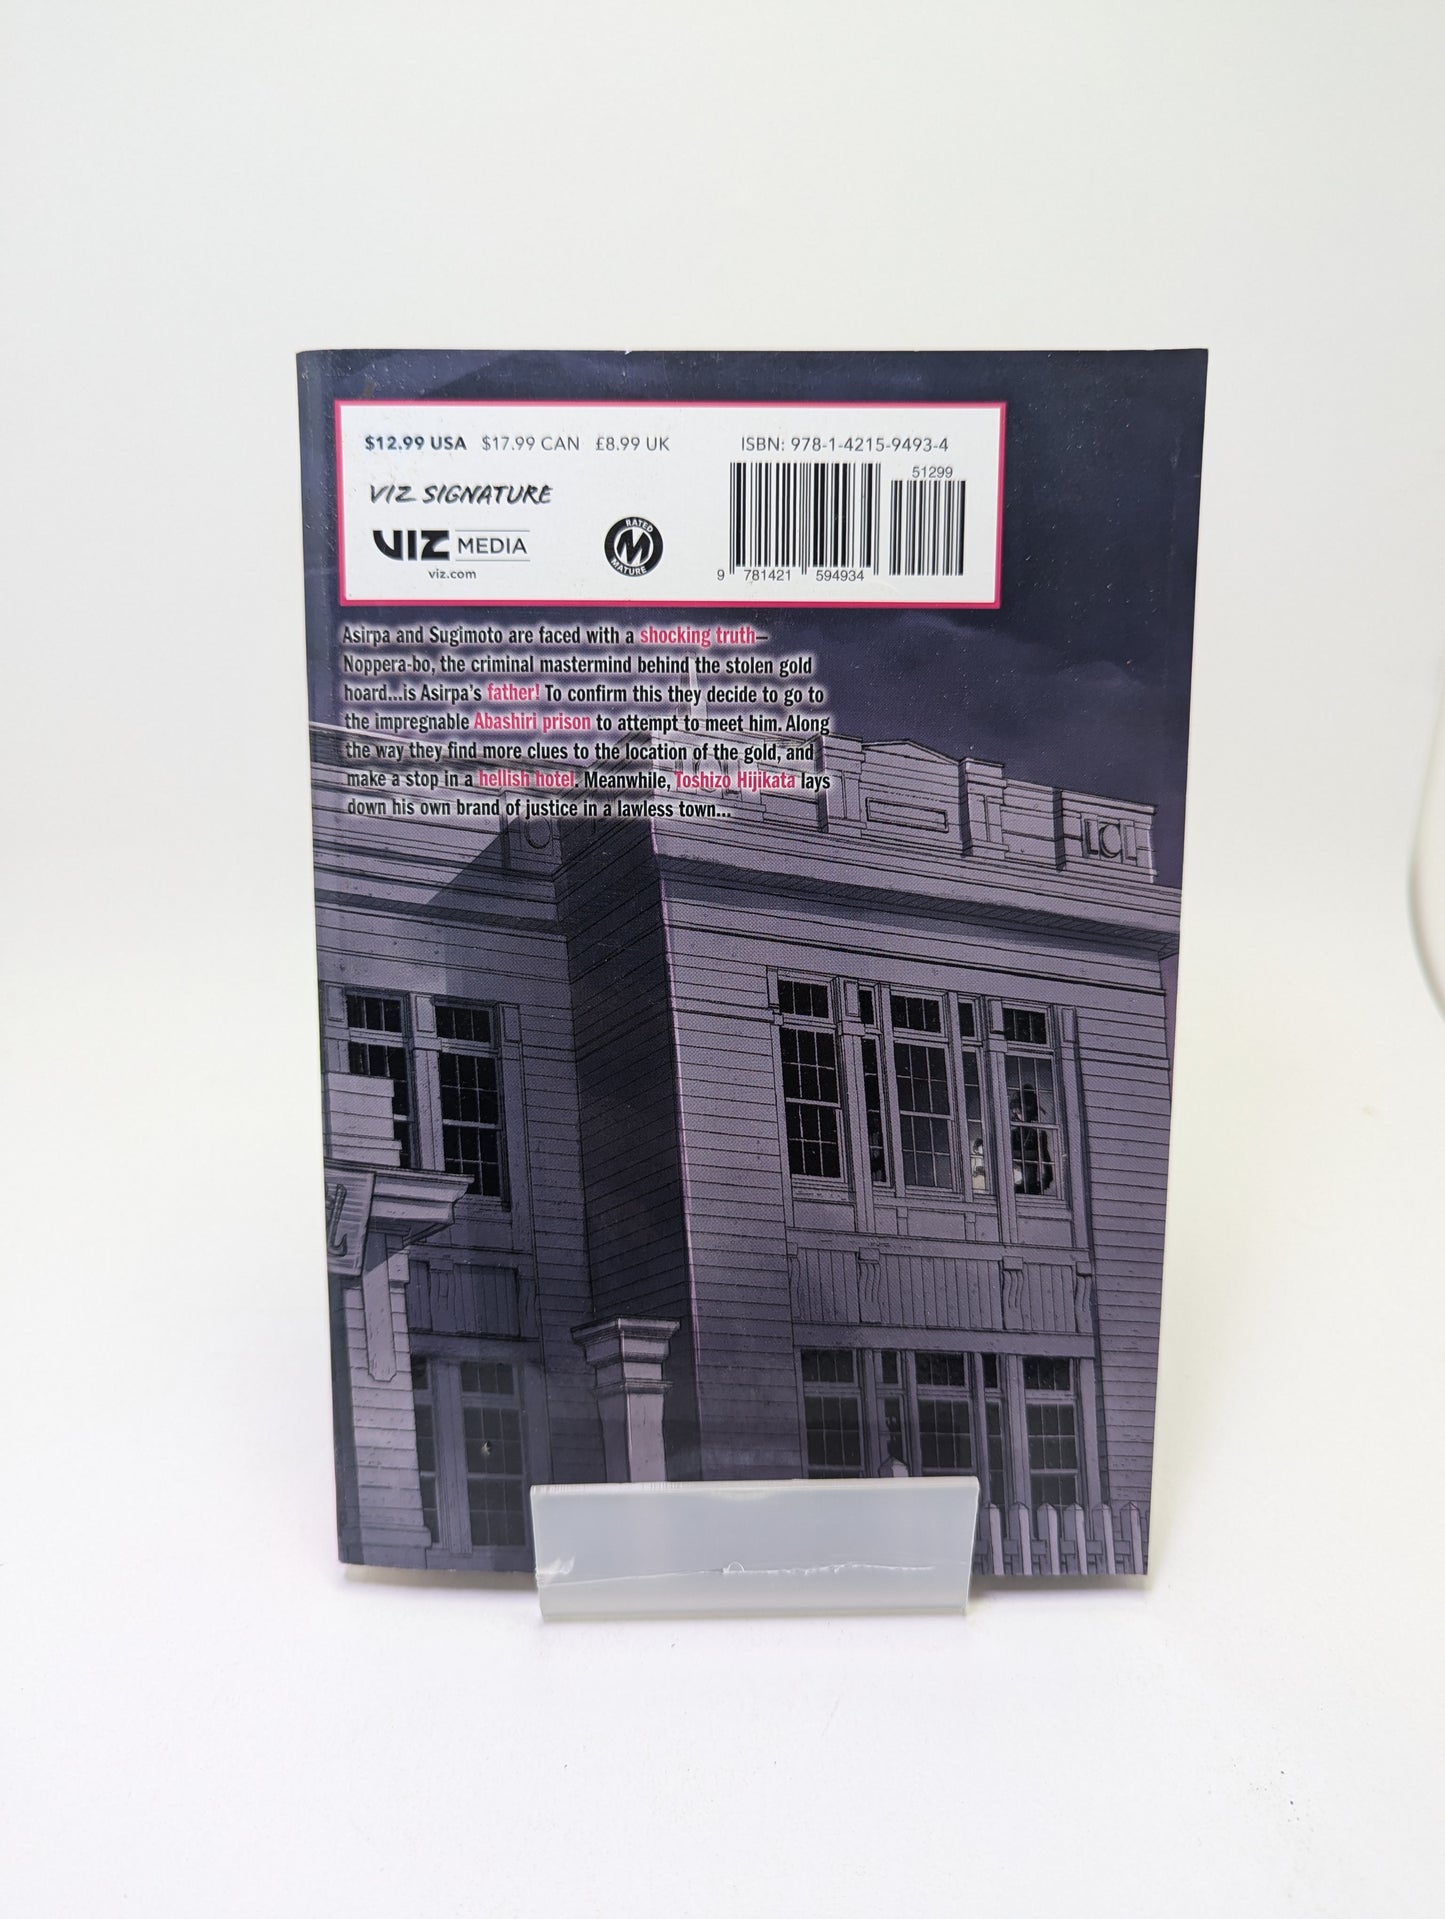 $12.99 USA $17.99 CAN £8.99 UK
ISBN: 978-1-4215-9493-4
51299
VIZ SIGNATURE
VIZ MEDIA
viz.com
RATED
M
MATURE
9 781421 594934
Asirpa and Sugimoto are faced with a shocking truth—
Noppera-bo, the criminal mastermind behind the stolen gold
hoard...is Asirpa's father! To confirm this they decide to go to
the impregnable Abashiri prison to attempt to meet him. Along
the way they find more clues to the location of the gold, and
make a stop in a hellish hotel. Meanwhile, Toshizo Hijikata lays
down his own brand of justice in a lawless town...